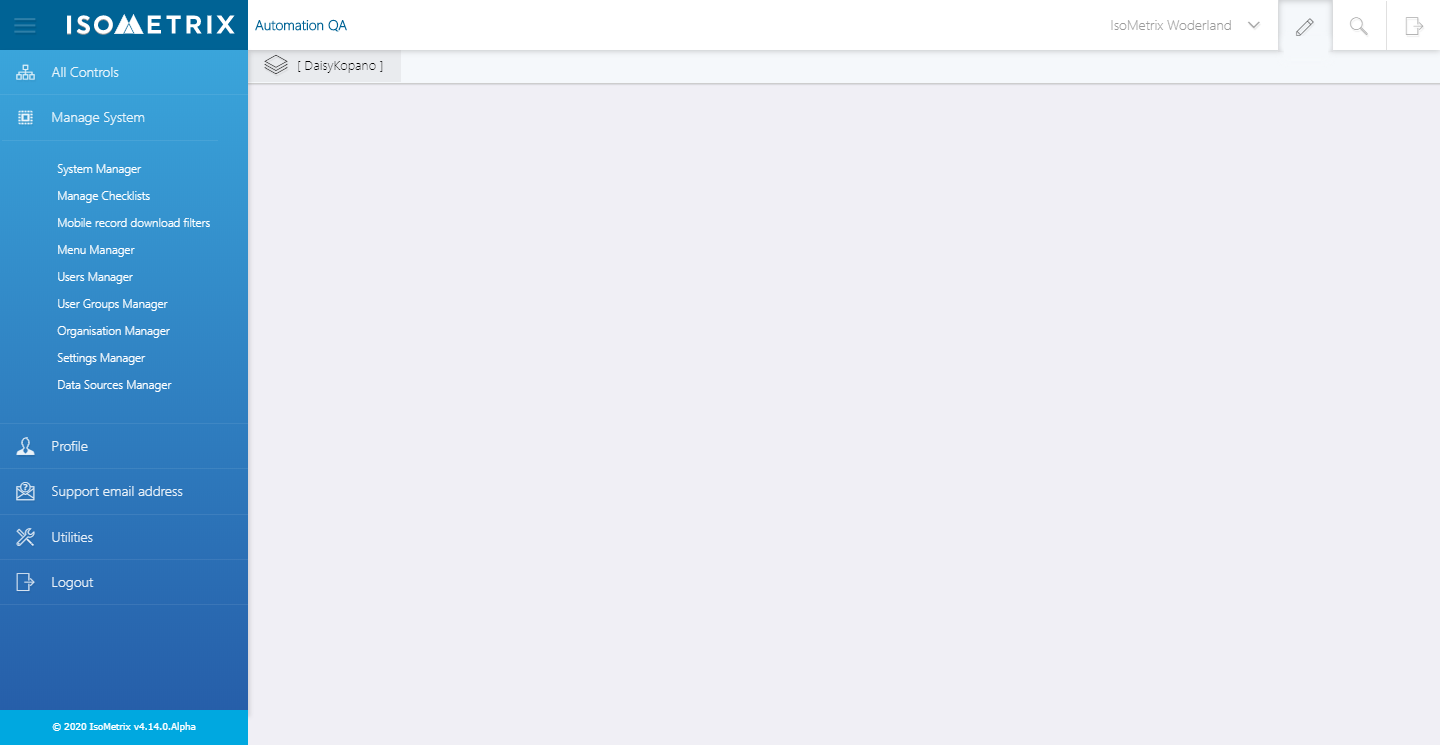 ISOMETRIX
Automation QA
IsoMetrix Woderland
[ DaisyKopano ]
All Controls
Manage System
System Manager
Manage Checklists
Mobile record download filters
Menu Manager
Users Manager
User Groups Manager
Organisation Manager
Settings Manager
Data Sources Manager
Profile
Support email address
Utilities
Logout
© 2020 IsoMetrix v4.14.0.Alpha